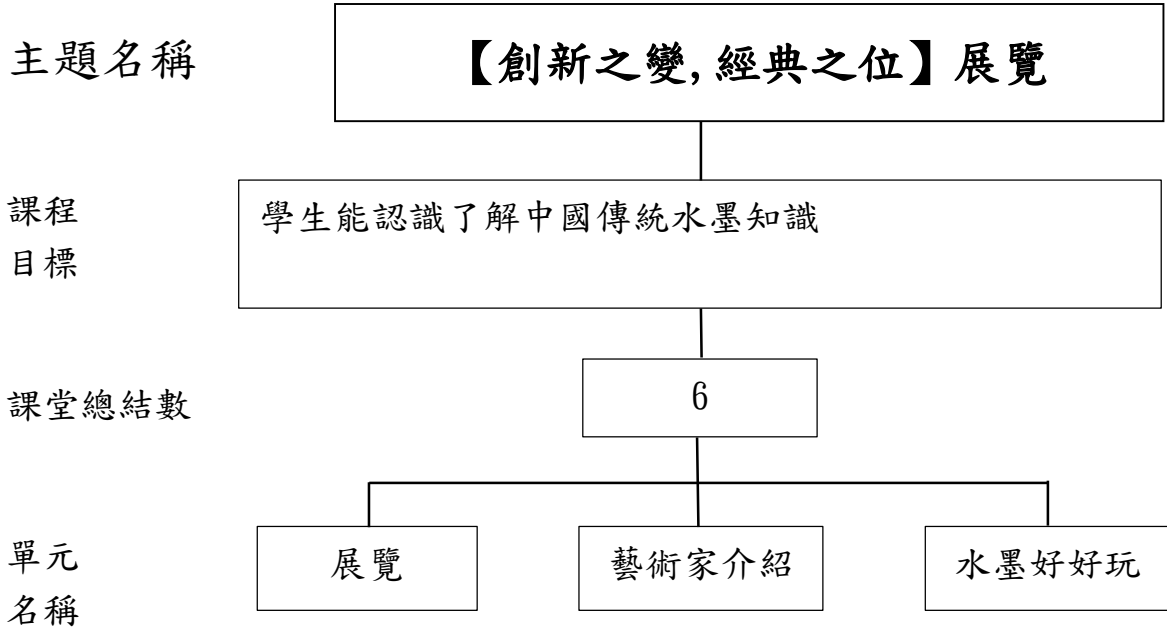 主題名稱
【創新之變,經典之位】展覽
課程
目標
學生能認識了解中國傳統水墨知識
課堂總結數
6
單元
名稱
展覽
藝術家介紹
水墨好好玩